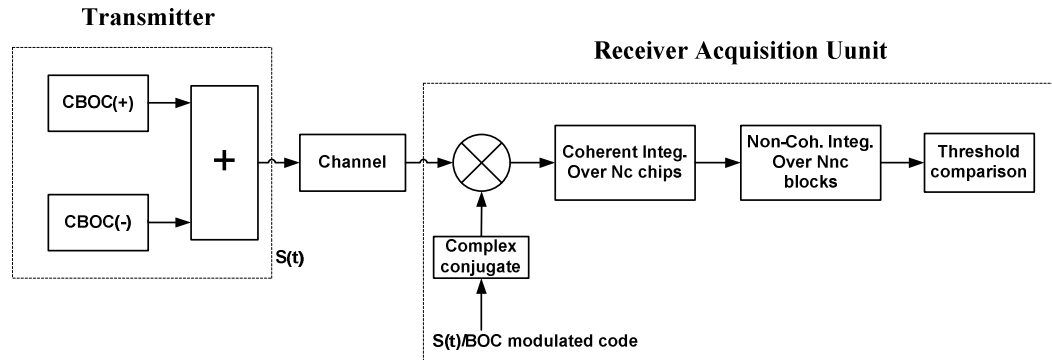 Transmitter
Receiver Acquisition Uunit
CBOC(+)
+
CBOC(-)
S(t)
Channel
Coherent Integ.
Over Nc chips
Non-Coh. Integ.
Over Nnc
blocks
Threshold
comparison
Complex
conjugate
S(t)/BOC modulated code